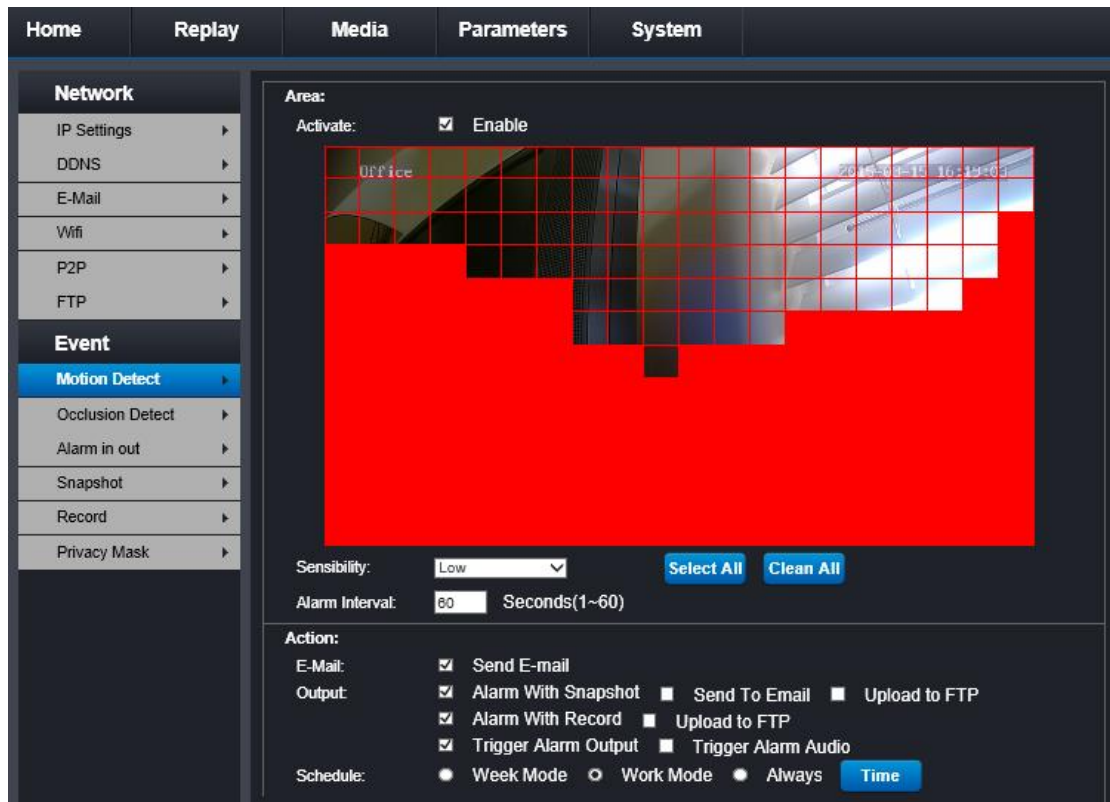 Home Replay Media Parameters System
Network
IP Settings
DDNS
E-Mail
Wifi
P2P
FTP
Event
Motion Detect
Occlusion Detect
Alarm in out
Snapshot
Record
Privacy Mask
Area:
Activate: Enable
Office
Sensibility: Low Select All Clean All
Alarm Interval: 60 Seconds(1~60)
Action:
E-Mail: Send E-mail
Output: Alarm With Snapshot Send To Email Upload to FTP
Alarm With Record Upload to FTP
Trigger Alarm Output Trigger Alarm Audio
Schedule: Week Mode Work Mode Always Time